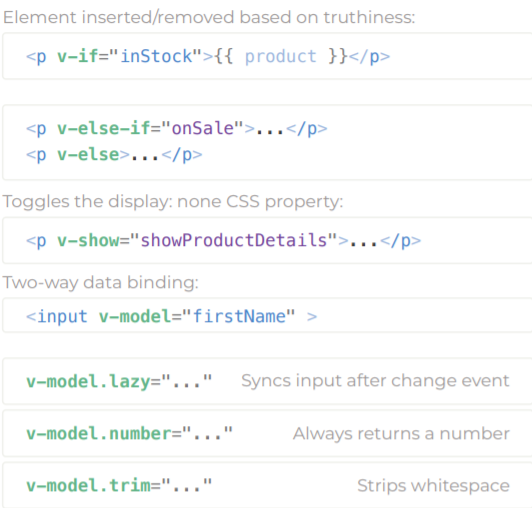 Element inserted/removed based on truthiness:
<p v-if="inStock">{{ product }}</p>
<p v-else-if="onSale">...</p>
<p v-else>...</p>
Toggles the display: none CSS property:
<p v-show="showProductDetails">...</p>
Two-way data binding:
<input v-model="firstName" >
v-model.lazy="..." Syncs input after change event
v-model.number="..." Always returns a number
v-model.trim="..." Strips whitespace